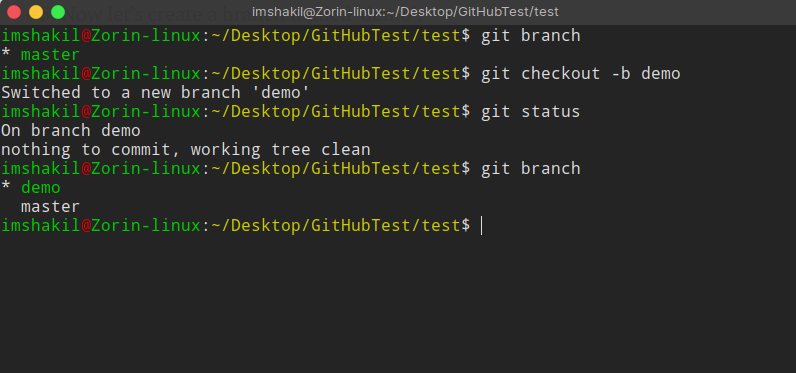 imshakil@Zorin-linux:~/Desktop/GitHubTest/test
imshakil@Zorin-linux:~/Desktop/GitHubTest/test$ git branch
* master
imshakil@Zorin-linux:~/Desktop/GitHubTest/test$ git checkout -b demo
Switched to a new branch 'demo'
imshakil@Zorin-linux:~/Desktop/GitHubTest/test$ git status
On branch demo
nothing to commit, working tree clean
imshakil@Zorin-linux:~/Desktop/GitHubTest/test$ git branch
* demo
  master
imshakil@Zorin-linux:~/Desktop/GitHubTest/test$